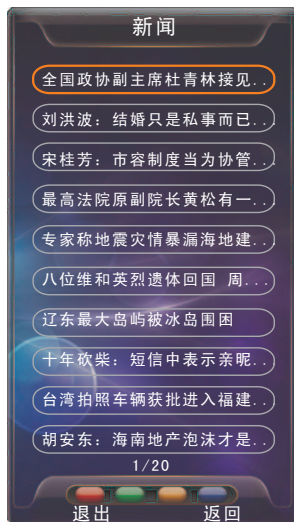 新闻
全国政协副主席杜青林接见..
刘洪波：结婚只是私事而已...
宋桂芳：市容制度当为协管...
最高法院原副院长黄松有一...
专家称地震灾情暴漏海地建...
八位维和英烈遗体回国 周...
辽东最大岛屿被冰岛围困
十年砍柴：短信中表示亲昵..
台湾拍照车辆获批进入福建..
胡安东：海南地产泡沫才是..
1/20
退出 返回